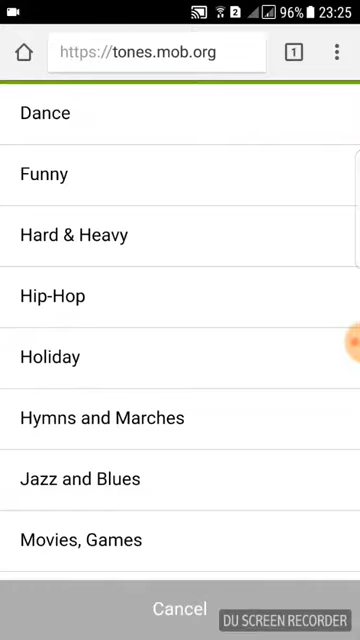 2 96% 23:25
https://tones.mob.org 1
Dance
Funny
Hard & Heavy
Hip-Hop
Holiday
Hymns and Marches
Jazz and Blues
Movies, Games
Cancel
DU SCREEN RECORDER